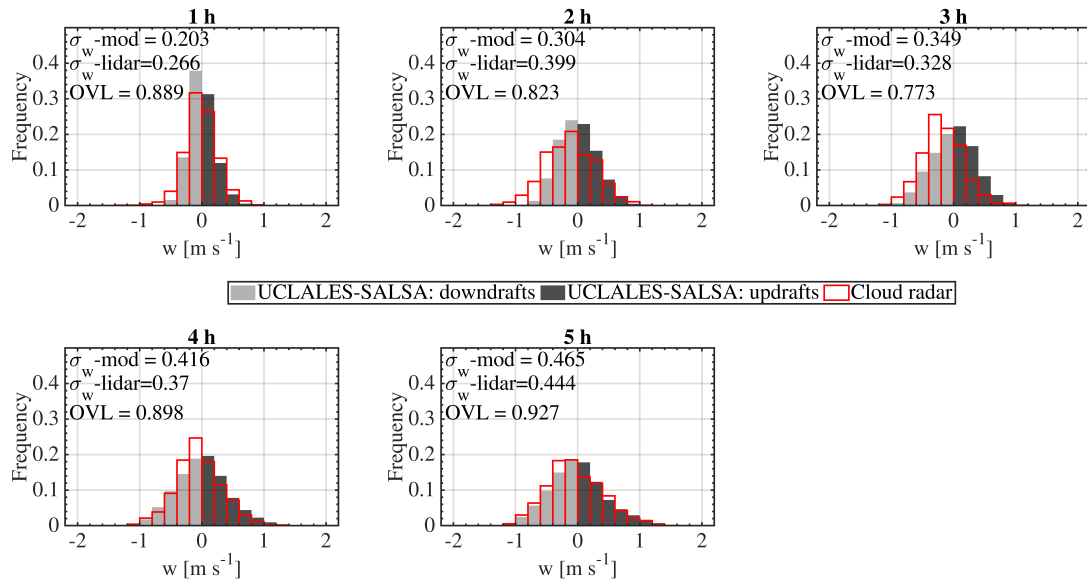 1 h
σw-mod = 0.203
σw-lidar=0.266
OVL = 0.889
Frequency
0.4
0.3
0.2
0.1
0
-2 -1 0 1 2
w [m s-1]
2 h
σw-mod = 0.304
σw-lidar=0.399
OVL = 0.823
Frequency
0.4
0.3
0.2
0.1
0
-2 -1 0 1 2
w [m s-1]
3 h
σw-mod = 0.349
σw-lidar=0.328
OVL = 0.773
Frequency
0.4
0.3
0.2
0.1
0
-2 -1 0 1 2
w [m s-1]
UCLALES-SALSA: downdrafts UCLALES-SALSA: updrafts Cloud radar
4 h
σw-mod = 0.416
σw-lidar=0.37
OVL = 0.898
Frequency
0.4
0.3
0.2
0.1
0
-2 -1 0 1 2
w [m s-1]
5 h
σw-mod = 0.465
σw-lidar=0.444
OVL = 0.927
Frequency
0.4
0.3
0.2
0.1
0
-2 -1 0 1 2
w [m s-1]